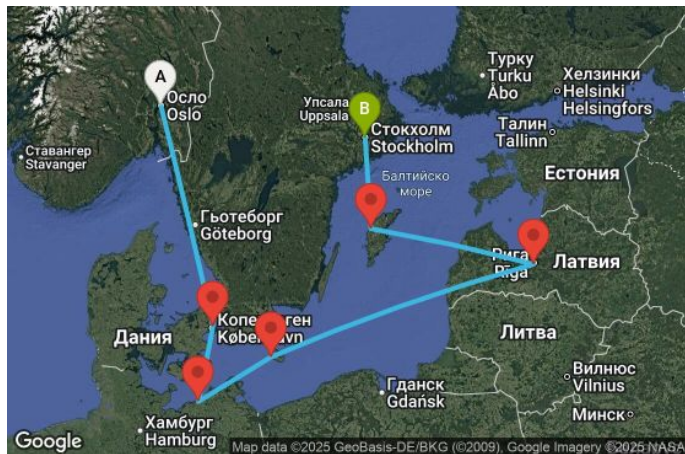 A
B
Осло
Oslo
Упсала
Uppsala
Стокхолм
Stockholm
Турку
Turku
Åbo
Хелзинки
Helsinki
Helsingfors
Талин
Tallinn
Ставангер
Stavanger
Балтийско
море
Естония
Гьотеборг
Göteborg
Рига
Rīga
Латвия
Дания
København
Литва
Вилнюс
Vilnius
Гданск
Gdańsk
Минск
Хамбург
Hamburg
Google
Map data ©2025 GeoBasis-DE/BKG (©2009), Google Imagery ©2025 NASA